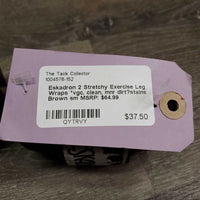 The Tack Collector
1004578-152
Eskadron 2 Stretchy Exercise Leg
Wraps *vgc, clean, mnr dirt?stains
Brown sm MSRP: $64.99
QYTRVY
$37.50